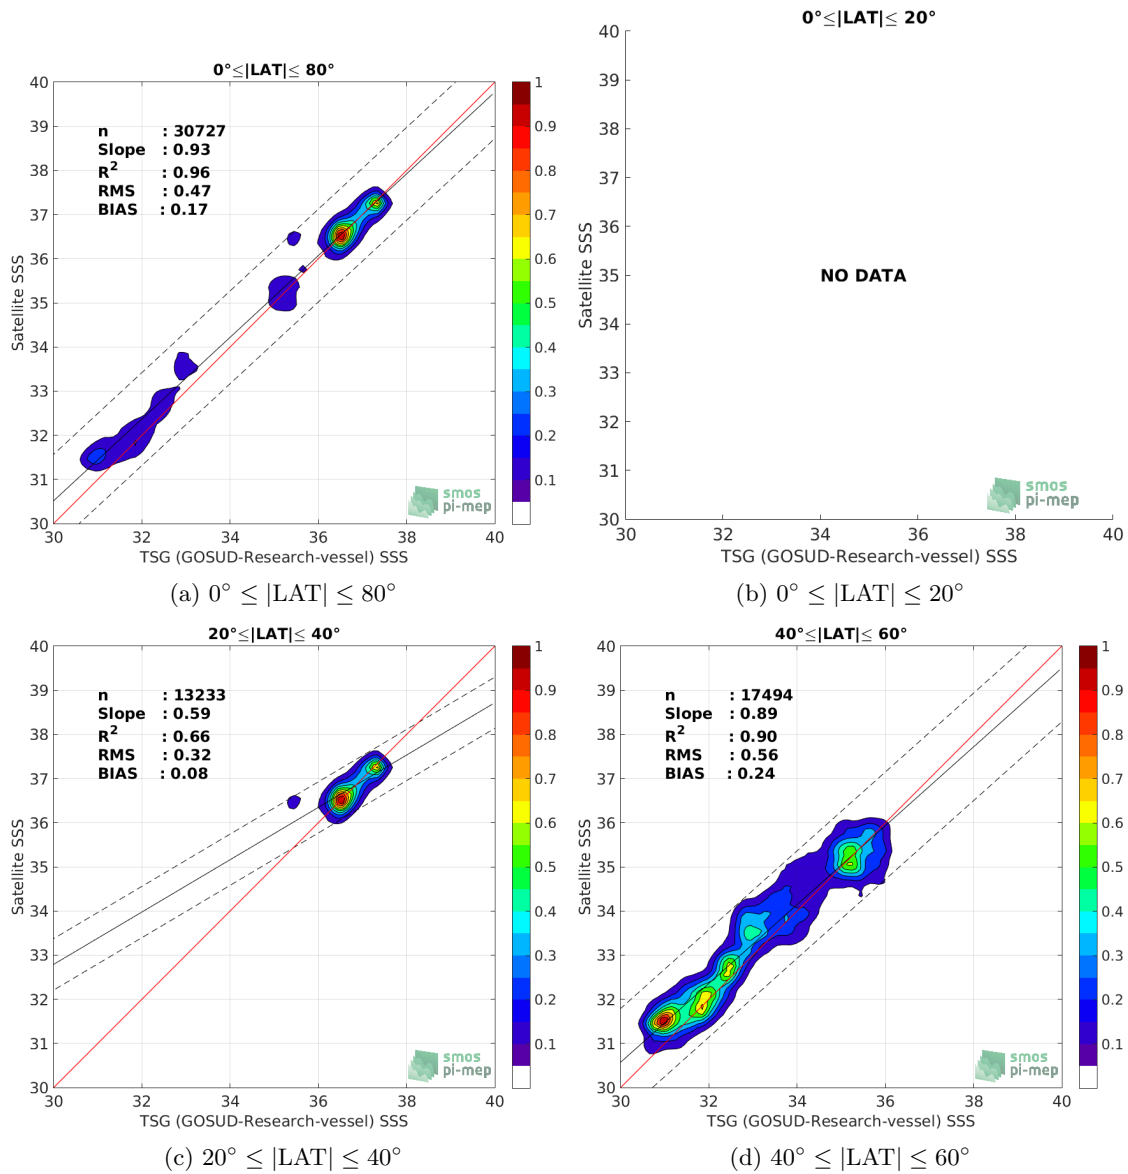 0°≤|LAT|≤ 80°
40
39
38
37
36
35
34
33
32
31
30
Satellite SSS
n : 30727
Slope : 0.93
R2 : 0.96
RMS : 0.47
BIAS : 0.17
1
0.9
0.8
0.7
0.6
0.5
0.4
0.3
0.2
0.1
smos
pi-mep
30 32 34 36 38 40
TSG (GOSUD-Research-vessel) SSS
(a) 0° ≤ |LAT| ≤ 80°
0°≤|LAT|≤ 20°
40
39
38
37
36
35
34
33
32
31
30
Satellite SSS
NO DATA
smos
pi-mep
30 32 34 36 38 40
TSG (GOSUD-Research-vessel) SSS
(b) 0° ≤ |LAT| ≤ 20°
20°≤|LAT|≤ 40°
40
39
38
37
36
35
34
33
32
31
30
Satellite SSS
n : 13233
Slope : 0.59
R2 : 0.66
RMS : 0.32
BIAS : 0.08
1
0.9
0.8
0.7
0.6
0.5
0.4
0.3
0.2
0.1
smos
pi-mep
30 32 34 36 38 40
TSG (GOSUD-Research-vessel) SSS
(c) 20° ≤ |LAT| ≤ 40°
40°≤|LAT|≤ 60°
40
39
38
37
36
35
34
33
32
31
30
Satellite SSS
n : 17494
Slope : 0.89
R2 : 0.90
RMS : 0.56
BIAS : 0.24
1
0.9
0.8
0.7
0.6
0.5
0.4
0.3
0.2
0.1
smos
pi-mep
30 32 34 36 38 40
TSG (GOSUD-Research-vessel) SSS
(d) 40° ≤ |LAT| ≤ 60°